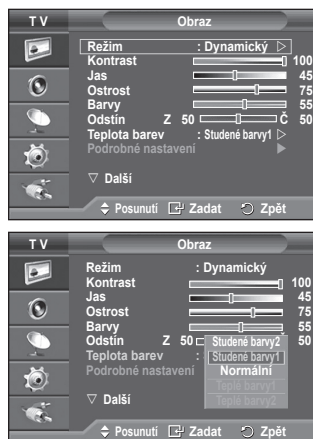 TV Obraz
Režim : Dynamický ▷
Kontrast 100
Jas 45
Ostrost 75
Barvy 55
Odstín Z 50 Č 50
Teplota barev : Studené barvy1 ▷
Podrobné nastavení ▶
▽ Další
Posunutí Zadat Zpět
TV Obraz
Režim : Dynamický
Kontrast 100
Jas 45
Ostrost 75
Barvy 55
Odstín Z 50 50
Teplota barev :
Podrobné nastavení
Studené barvy2
Studené barvy1
Normální
Teplé barvy1
Teplé barvy2
▽ Další
Posunutí Zadat Zpět